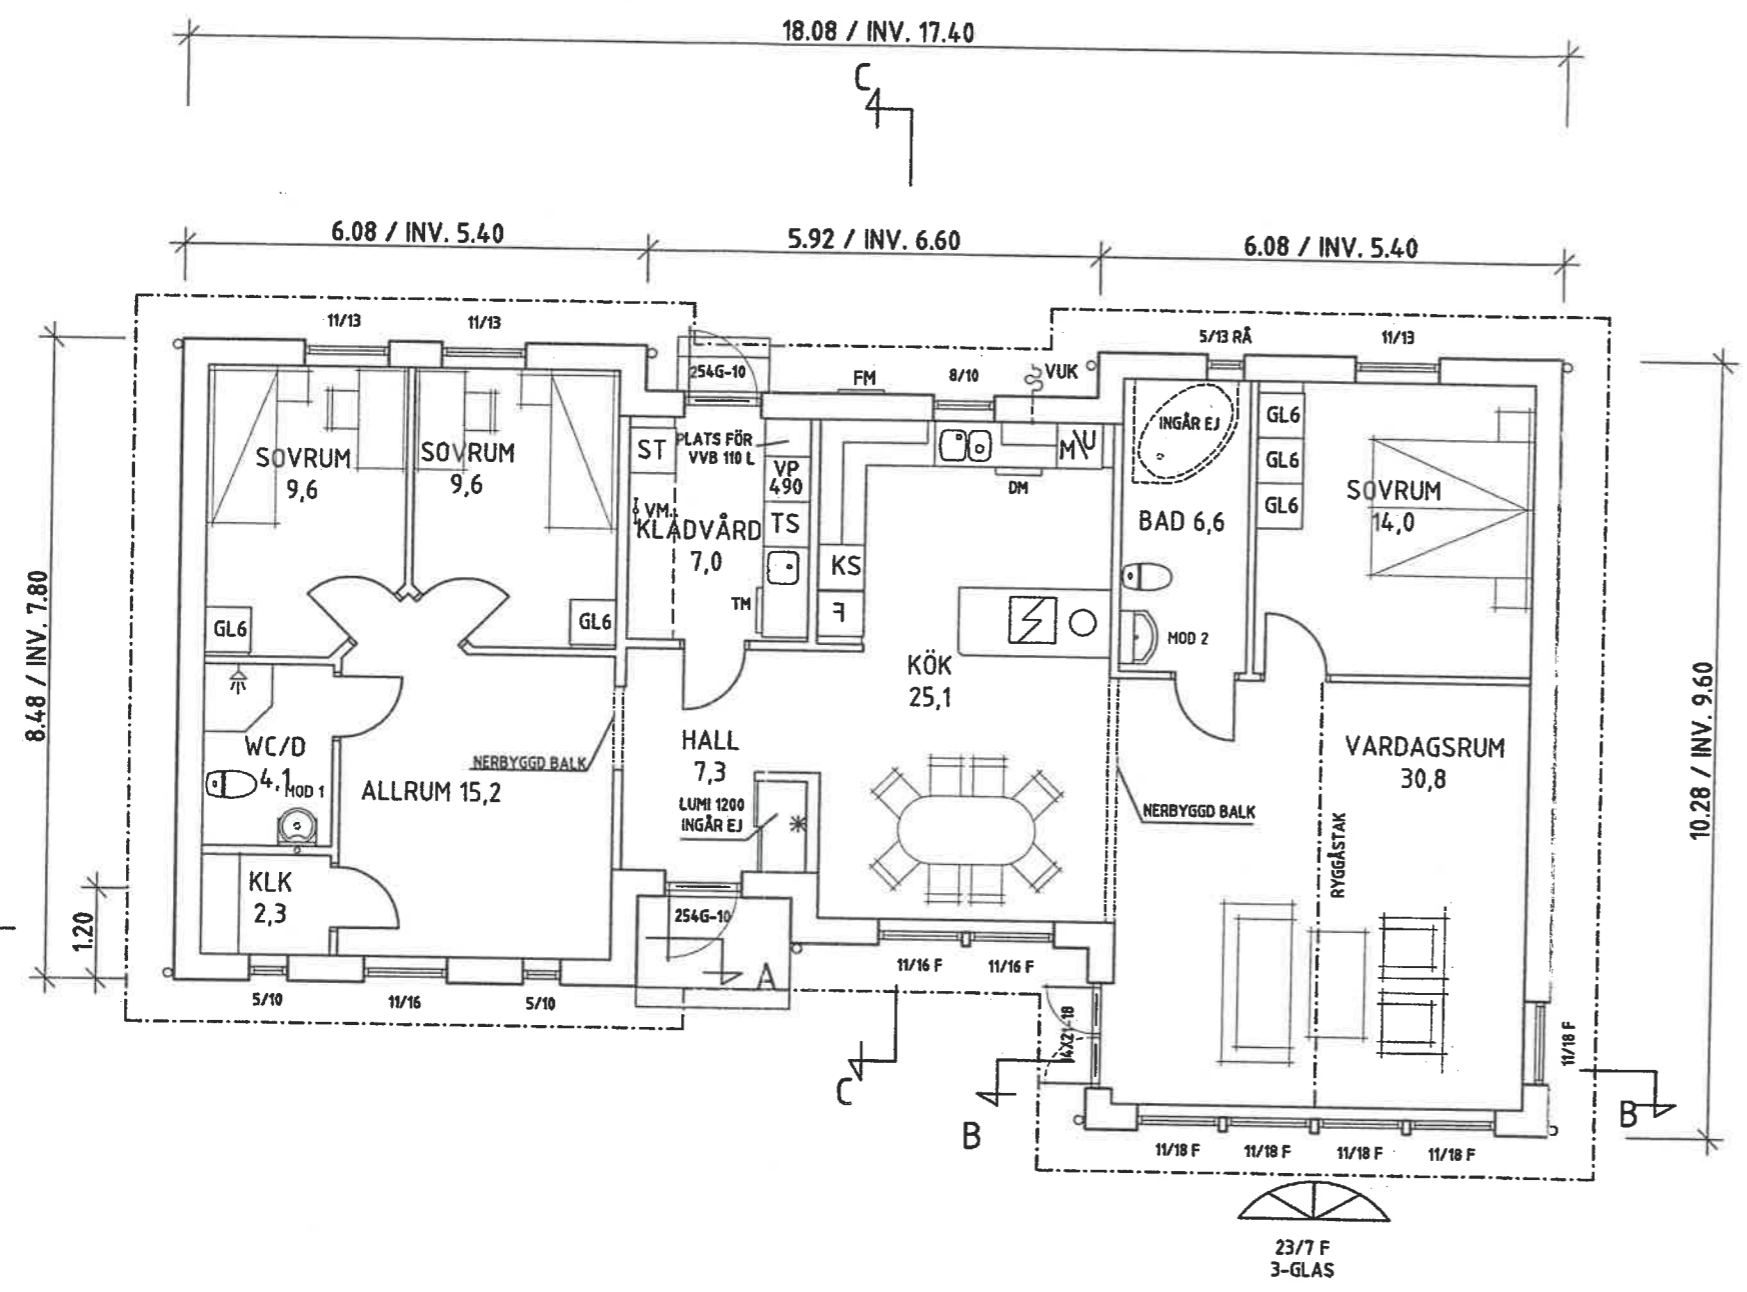 18.08 / INV. 17.40
C
6.08 / INV. 5.40
5.92 / INV. 6.60
6.08 / INV. 5.40
11/13
11/13
5/13 RÅ
11/13
254G-10
FM
8/10
VUK
SOVRUM
9,6
SOVRUM
9,6
ST
PLATS FÖR
VVB 110 L
VP
490
TS
VM
KLÄDVÅRD
7,0
TM
KS
F
M
U
DM
INGÅR EJ
BAD 6,6
MOD 2
GL6
GL6
GL6
SOVRUM
14,0
GL6
GL6
8.48 / INV. 7.80
10.28 / INV. 9.60
1.20
WC/D
4,1
MOD 1
ALLRUM 15,2
NERBYGGD BALK
HALL
7,3
LUMI 1200
INGÅR EJ
KÖK
25,1
NERBYGGD BALK
VARDAGSRUM
30,8
RYGGÅSTAK
KLK
2,3
254G-10
A
5/10
11/16
5/10
11/16 F
11/16 F
14X21-18
11/18 F
C
B
B
11/18 F
11/18 F
11/18 F
11/18 F
23/7 F
3-GLAS